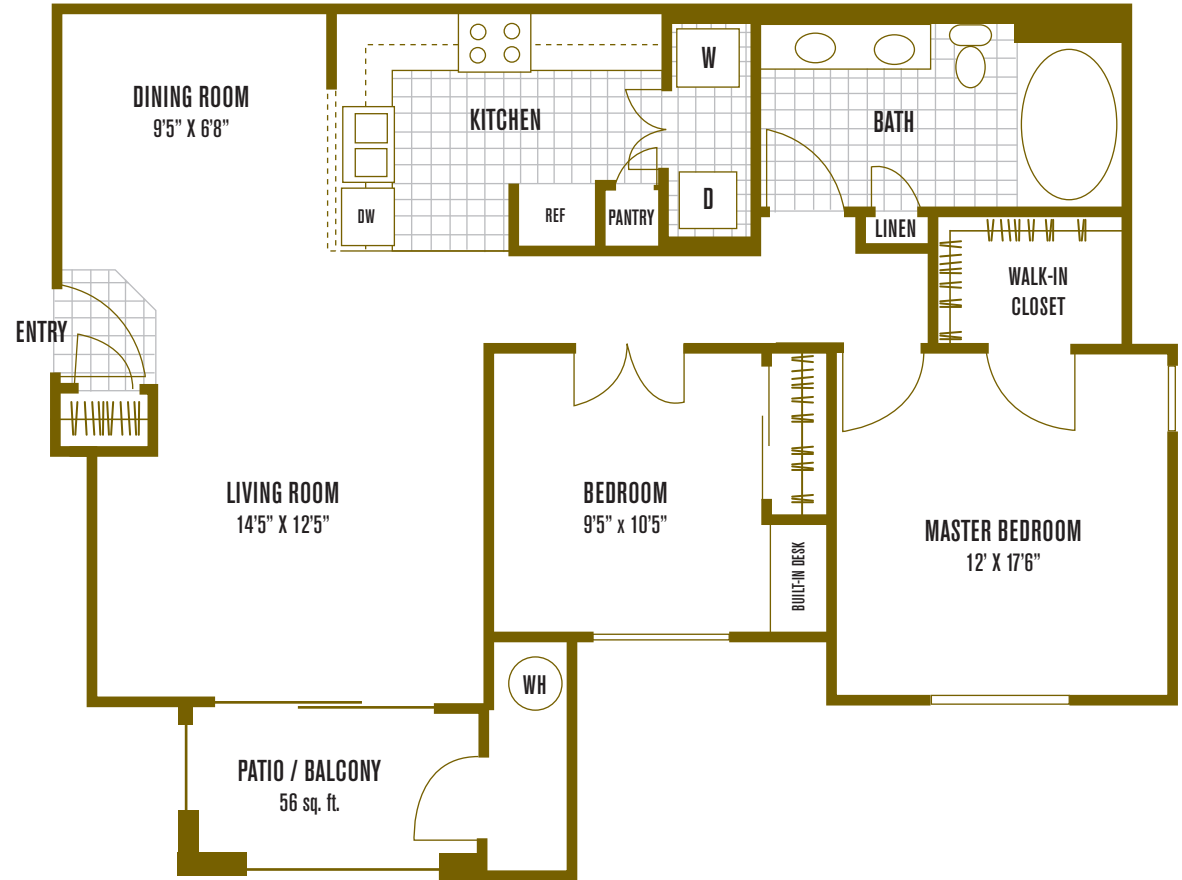 DINING ROOM
9'5” X 6'8”
KITCHEN
W
D
DW
REF
PANTRY
BATH
LINEN
WALK-IN
CLOSET
ENTRY
LIVING ROOM
14'5” X 12'5”
BEDROOM
9'5” x 10'5”
BUILT-IN DESK
MASTER BEDROOM
12' X 17'6”
WH
PATIO / BALCONY
56 sq. ft.